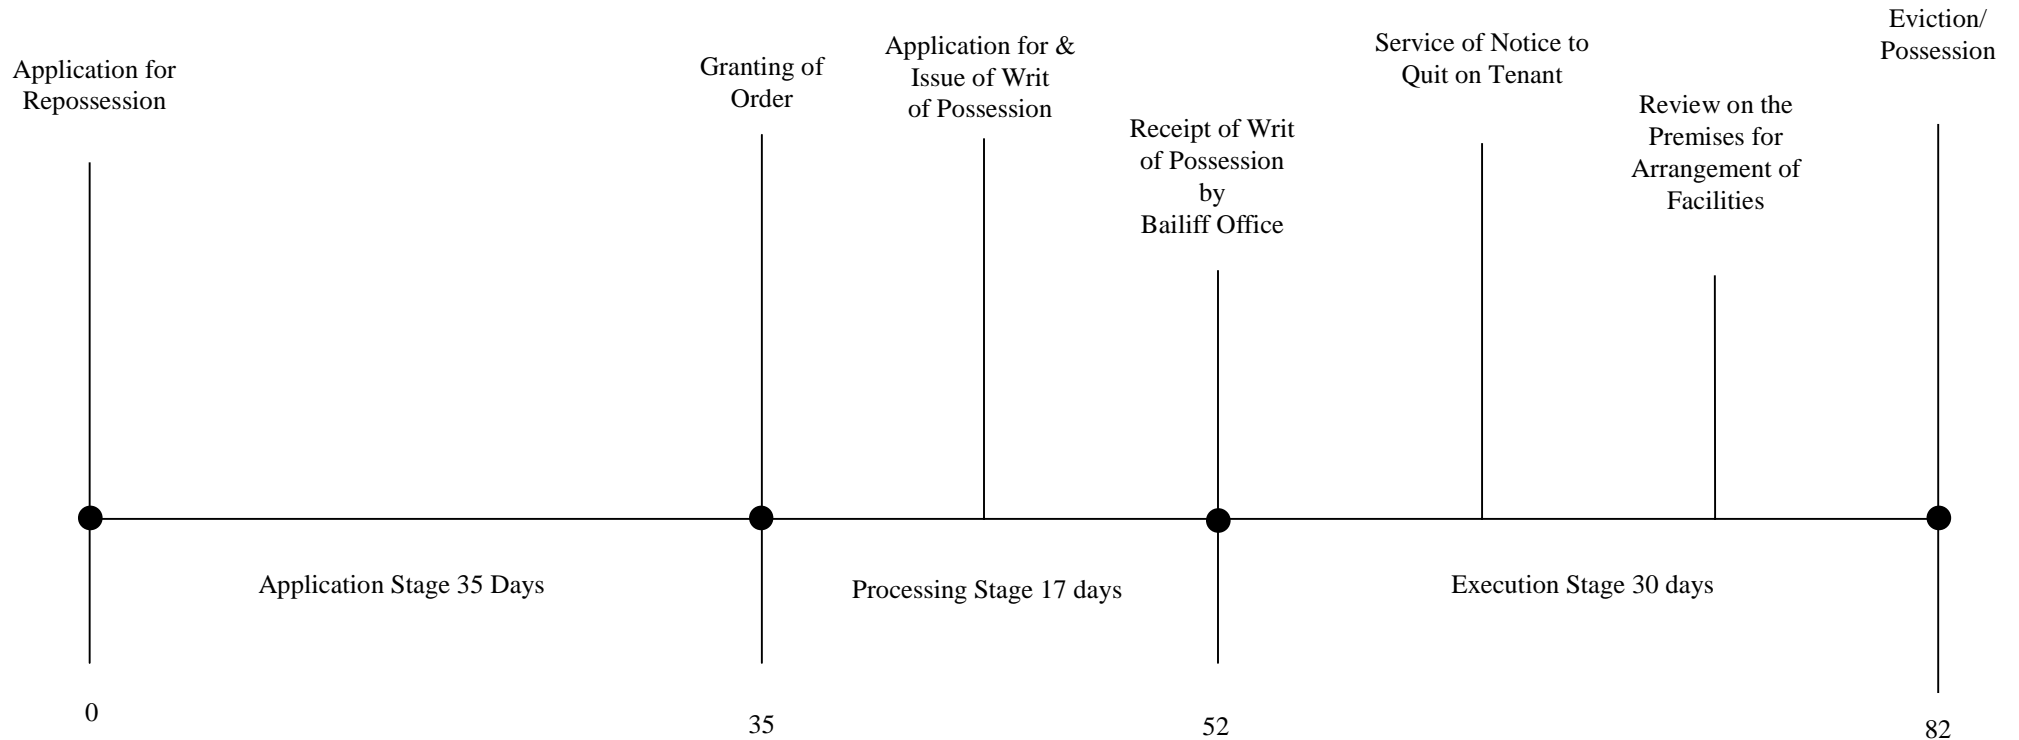 Application for
Repossession
Granting of
Order
Application for &
Issue of Writ
of Possession
Receipt of Writ
of Possession
by
Bailiff Office
Service of Notice to
Quit on Tenant
Review on the
Premises for
Arrangement of
Facilities
Eviction/
Possession
Application Stage 35 Days
Processing Stage 17 days
Execution Stage 30 days
0
35
52
82